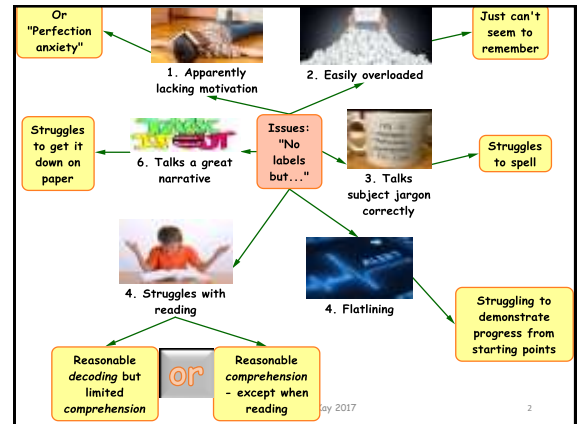 Or
"Perfection
anxiety"
1. Apparently
lacking motivation
2. Easily overloaded
Just can't
seem to
remember
Struggles
to get it
down on
paper
6. Talks a great
narrative
Issues:
"No
labels
but..."
3. Talks
subject jargon
correctly
Struggles
to spell
4. Struggles with
reading
4. Flatlining
ALERT
Struggling to
demonstrate
progress from
starting points
Reasonable
decoding but
limited
comprehension
or
Reasonable
comprehension
- except when
reading
2017
2